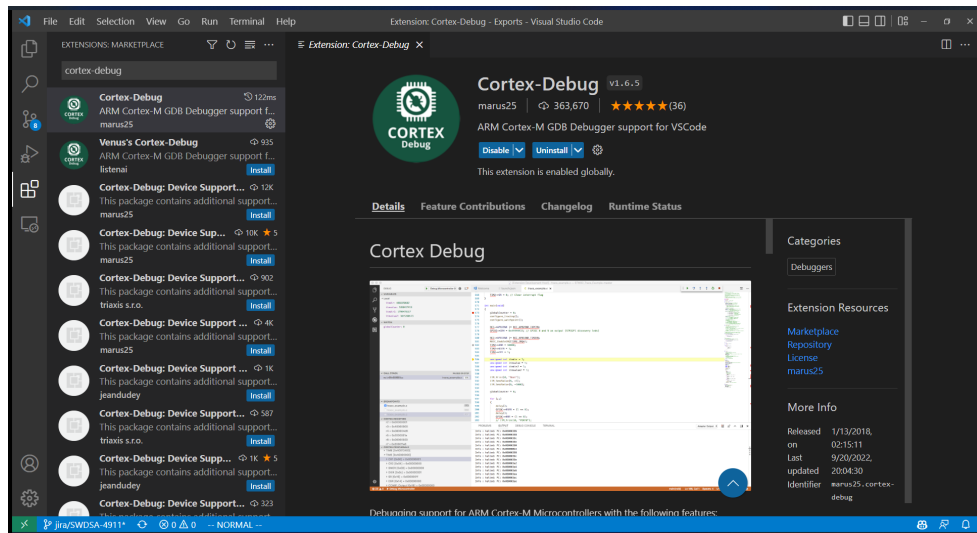 File Edit Selection View Go Run Terminal Help
Extension: Cortex-Debug - Exports - Visual Studio Code
EXTENSIONS: MARKETPLACE
cortex-debug
Cortex-Debug 122ms
ARM Cortex-M GDB Debugger support f...
marus25
Venus's Cortex-Debug 935
ARM Cortex-M GDB Debugger support f...
listenai Install
Cortex-Debug: Device Support... 12K
This package contains additional support...
marus25 Install
Cortex-Debug: Device Sup... 10K ★ 5
This package contains additional support...
marus25 Install
Cortex-Debug: Device Support... 902
This package contains additional support...
triaxis s.r.o. Install
Cortex-Debug: Device Support ... 4K
This package contains additional support...
marus25 Install
Cortex-Debug: Device Support ... 1K
This package contains additional support...
jeandudey Install
Cortex-Debug: Device Support ... 587
This package contains additional support...
triaxis s.r.o. Install
Cortex-Debug: Device Supp... 1K ★ 5
This package contains additional support...
jeandudey Install
Cortex-Debug: Device Support ... 323
Extension: Cortex-Debug
CORTEX
Debug
Cortex-Debug v1.6.5
marus25 363,670 ★★★★★(36)
ARM Cortex-M GDB Debugger support for VSCode
Disable Uninstall
This extension is enabled globally.
Details Feature Contributions Changelog Runtime Status
Cortex Debug
Debugging support for ARM Cortex-M Microcontrollers with the following features:
Categories
Debuggers
Extension Resources
Marketplace
Repository
License
marus25
More Info
Released 1/13/2018,
on 02:15:11
Last 9/20/2022,
updated 20:04:30
Identifier marus25.cortex-
debug
8
jira/SWDSA-4911* 0 0 -- NORMAL --